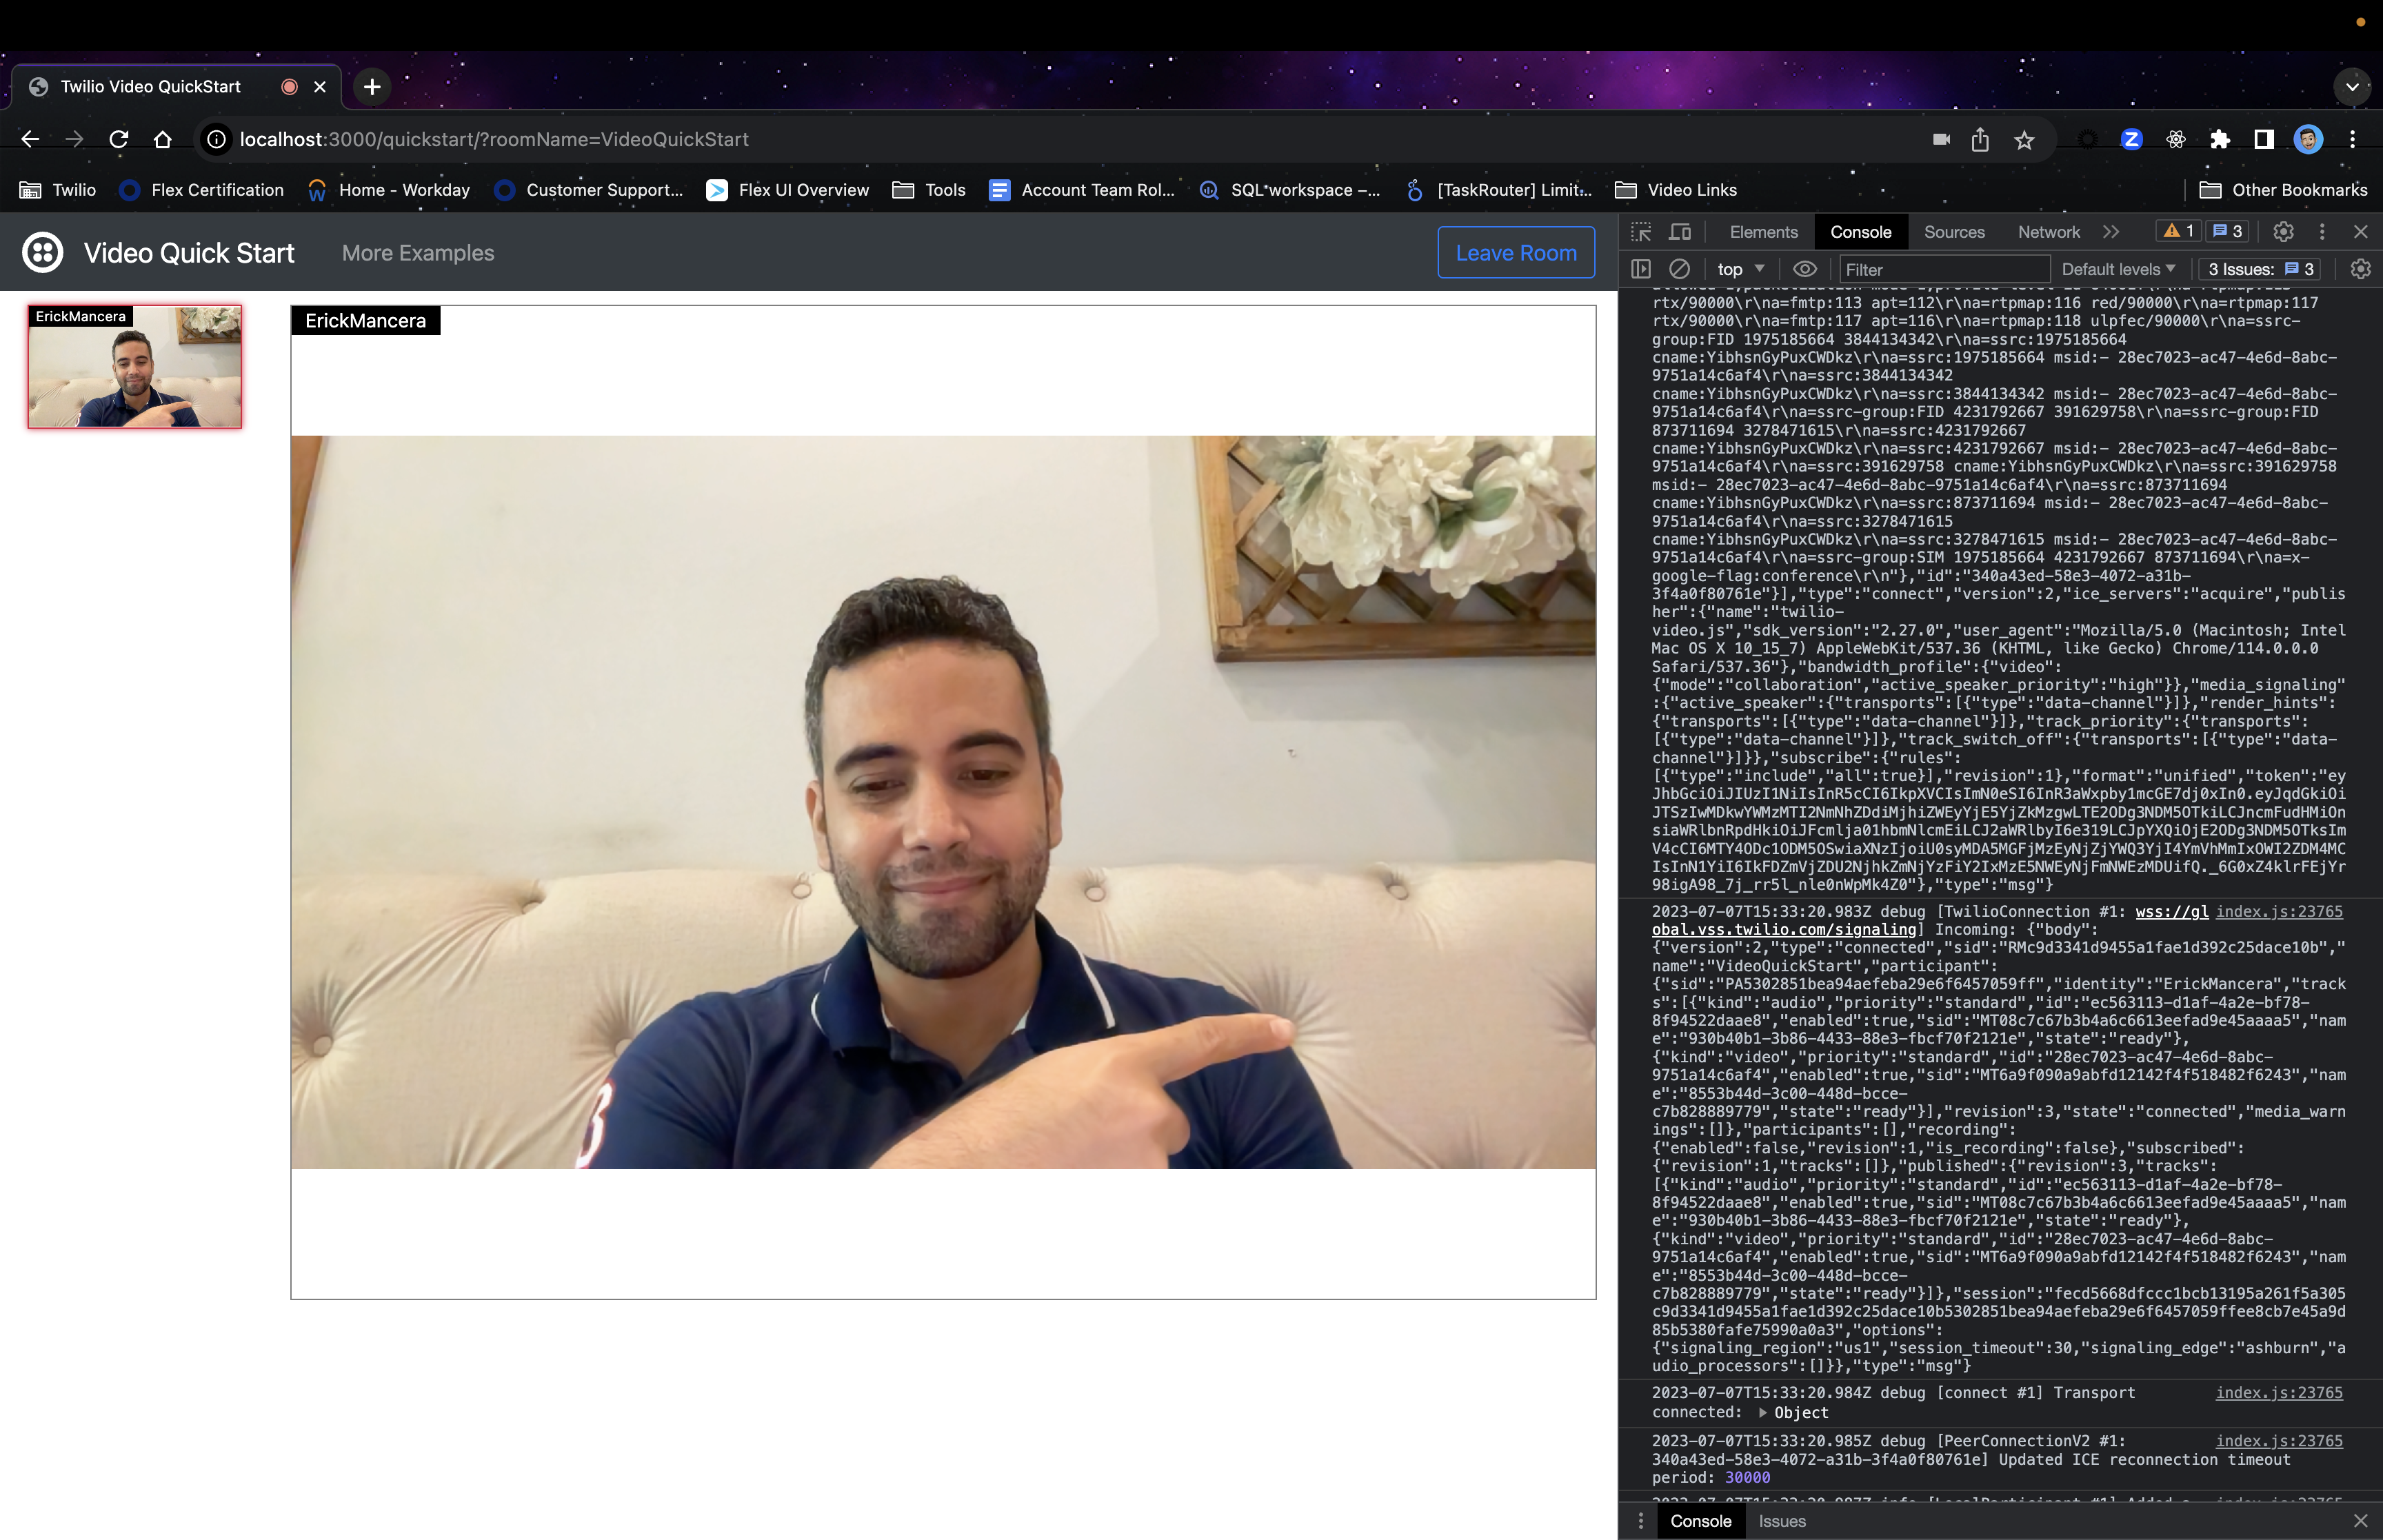 Twilio Video QuickStart
localhost:3000/quickstart/?roomName=VideoQuickStart
Twilio
Flex Certification
Home - Workday
Customer Support...
Flex UI Overview
Tools
Account Team Rol...
SQL workspace –...
[TaskRouter] Limit...
Video Links
Other Bookmarks
Video Quick Start
More Examples
Leave Room
ErickMancera
ErickMancera
Elements
Console
Sources
Network
1
3
top
Filter
Default levels
3 Issues:
3
rtx/90000\r\na=fmtp:113 apt=112\r\na=rtpmap:116 red/90000\r\na=rtpmap:117
rtx/90000\r\na=fmtp:117 apt=116\r\na=rtpmap:118 ulpfec/90000\r\na=ssrc-
group:FID 1975185664 3844134342\r\na=ssrc:1975185664
cname:YibhsnGyPuxCWDkz\r\na=ssrc:1975185664 msid:- 28ec7023-ac47-4e6d-8abc-
9751a14c6af4\r\na=ssrc:3844134342
cname:YibhsnGyPuxCWDkz\r\na=ssrc:3844134342 msid:- 28ec7023-ac47-4e6d-8abc-
9751a14c6af4\r\na=ssrc-group:FID 4231792667 391629758\r\na=ssrc-group:FID
873711694 3278471615\r\na=ssrc:4231792667
cname:YibhsnGyPuxCWDkz\r\na=ssrc:4231792667 msid:- 28ec7023-ac47-4e6d-8abc-
9751a14c6af4\r\na=ssrc:391629758 cname:YibhsnGyPuxCWDkz\r\na=ssrc:391629758
msid:- 28ec7023-ac47-4e6d-8abc-9751a14c6af4\r\na=ssrc:873711694
cname:YibhsnGyPuxCWDkz\r\na=ssrc:873711694 msid:- 28ec7023-ac47-4e6d-8abc-
9751a14c6af4\r\na=ssrc:3278471615
cname:YibhsnGyPuxCWDkz\r\na=ssrc:3278471615 msid:- 28ec7023-ac47-4e6d-8abc-
9751a14c6af4\r\na=ssrc-group:SIM 1975185664 4231792667 873711694\r\na=x-
google-flag:conference\r\n"},"id":"340a43ed-58e3-4072-a31b-
3f4a0f80761e"}],"type":"connect","version":2,"ice_servers":"acquire","publis
her":{"name":"twilio-
video.js","sdk_version":"2.27.0","user_agent":"Mozilla/5.0 (Macintosh; Intel
Mac OS X 10_15_7) AppleWebKit/537.36 (KHTML, like Gecko) Chrome/114.0.0.0
Safari/537.36"},"bandwidth_profile":{"video":
{"mode":"collaboration","active_speaker_priority":"high"}},"media_signaling"
:{"active_speaker":{"transports":[{"type":"data-channel"}]},"render_hints":
{"transports":[{"type":"data-channel"}]},"track_priority":{"transports":
[{"type":"data-channel"}]},"track_switch_off":{"transports":[{"type":"data-
channel"}]}},"subscribe":{"rules":
[{"type":"include","all":true}],"revision":1},"format":"unified","token":"ey
2023-07-07T15:33:20.983Z debug [TwilioConnection #1: wss://gl index.js:23765
obal.vss.twilio.com/signaling] Incoming: {"body":
{"version":2,"type":"connected","sid":"RMc9d3341d9455a1fae1d392c25dace10b","
name":"VideoQuickStart","participant":
{"sid":"PA5302851bea94aefeba29e6f6457059ff","identity":"ErickMancera","track
s":[{"kind":"audio","priority":"standard","id":"ec563113-d1af-4a2e-bf78-
8f94522daae8","enabled":true,"sid":"MT08c7c67b3b4a6c6613eefad9e45aaaa5","nam
e":"930b40b1-3b86-4433-88e3-fbcf70f2121e","state":"ready"},
{"kind":"video","priority":"standard","id":"28ec7023-ac47-4e6d-8abc-
9751a14c6af4","enabled":true,"sid":"MT6a9f090a9abfd12142f4f518482f6243","nam
e":"8553b44d-3c00-448d-bcce-
c7b828889779","state":"ready"}],"revision":3,"state":"connected","media_warn
ings":[]},"participants":[],"recording":
{"enabled":false,"revision":1,"is_recording":false},"subscribed":
{"revision":1,"tracks":[]},"published":{"revision":3,"tracks":
[{"kind":"audio","priority":"standard","id":"ec563113-d1af-4a2e-bf78-
8f94522daae8","enabled":true,"sid":"MT08c7c67b3b4a6c6613eefad9e45aaaa5","nam
e":"930b40b1-3b86-4433-88e3-fbcf70f2121e","state":"ready"},
{"kind":"video","priority":"standard","id":"28ec7023-ac47-4e6d-8abc-
9751a14c6af4","enabled":true,"sid":"MT6a9f090a9abfd12142f4f518482f6243","nam
e":"8553b44d-3c00-448d-bcce-
c7b828889779","state":"ready"}]},"session":"fecd5668dfccc1bcb13195a261f5a305
c9d3341d9455a1fae1d392c25dace10b5302851bea94aefeba29e6f6457059ffee8cb7e45a9d
85b5380fafe75990a0a3","options":
{"signaling_region":"us1","session_timeout":30,"signaling_edge":"ashburn","a
udio_processors":[]}},"type":"msg"}
2023-07-07T15:33:20.984Z debug [connect #1] Transport index.js:23765
connected: Object
2023-07-07T15:33:20.985Z debug [PeerConnectionV2 #1: index.js:23765
340a43ed-58e3-4072-a31b-3f4a0f80761e] Updated ICE reconnection timeout
period: 30000
Console
Issues